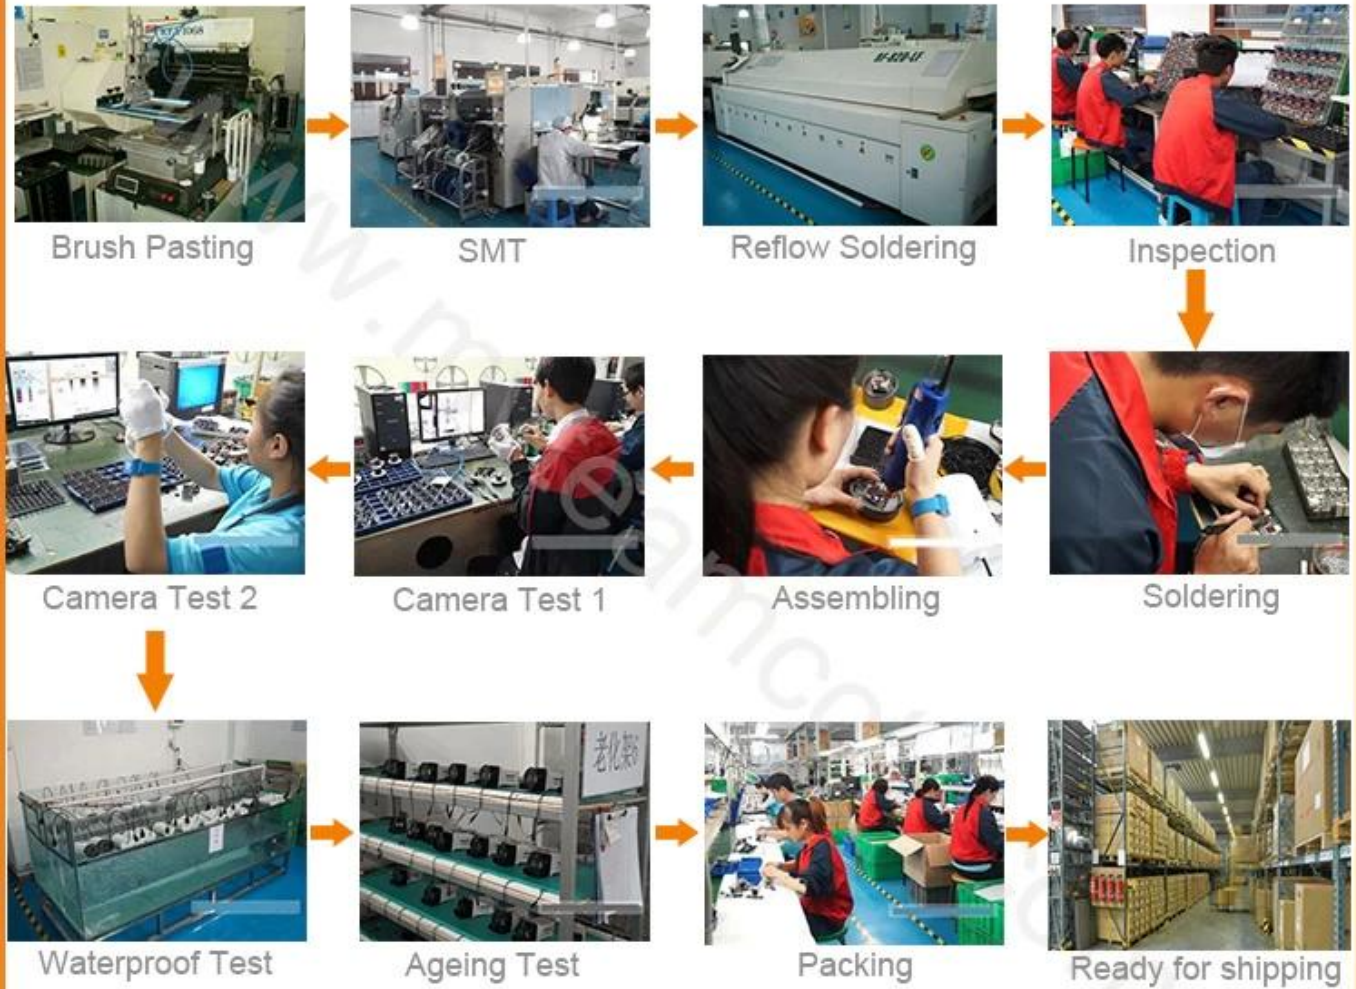 Brush Pasting
SMT
Reflow Soldering
Inspection
Camera Test 2
Camera Test 1
Assembling
Soldering
老化架6
Waterproof Test
Ageing Test
Packing
Ready for shipping